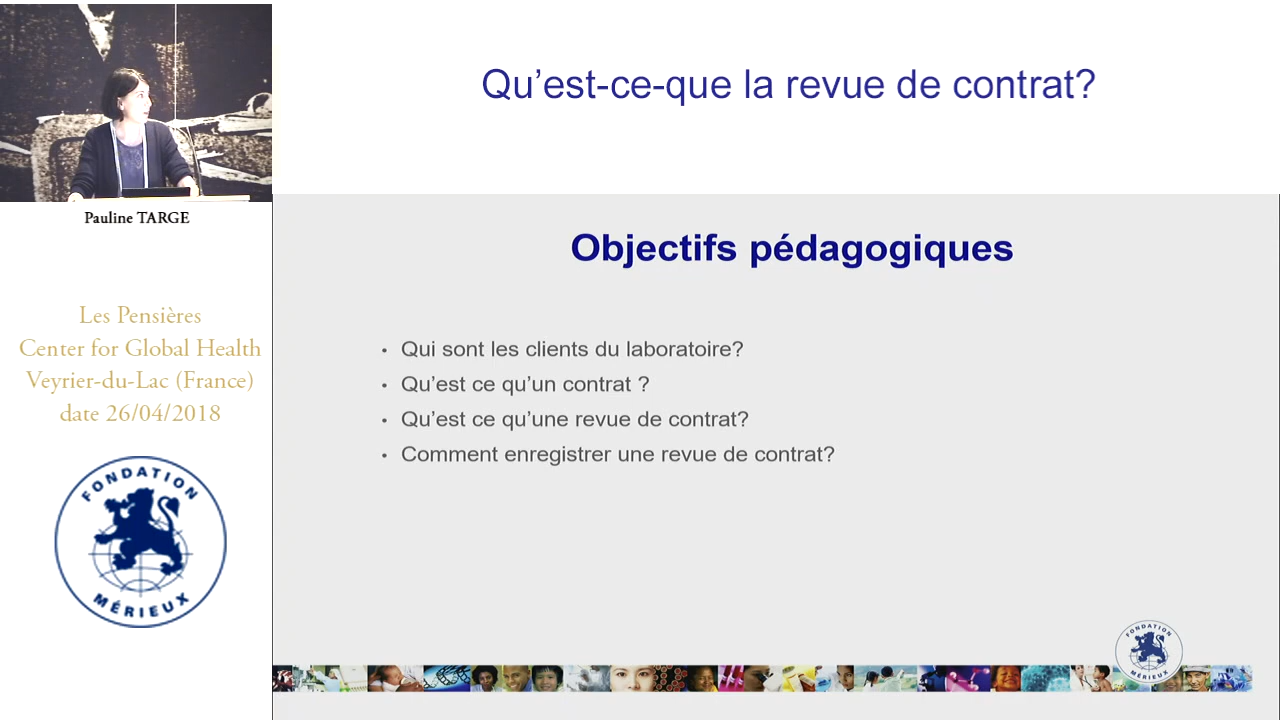 Qu’est-ce-que la revue de contrat?
Pauline TARGE
Les Pensières
Center for Global Health
Veyrier-du-Lac (France)
date 26/04/2018
FONDATION
MÉRIEUX
Objectifs pédagogiques
• Qui sont les clients du laboratoire?
• Qu’est ce qu’un contrat ?
• Qu’est ce qu’une revue de contrat?
• Comment enregistrer une revue de contrat?
FONDATION
MÉRIEUX